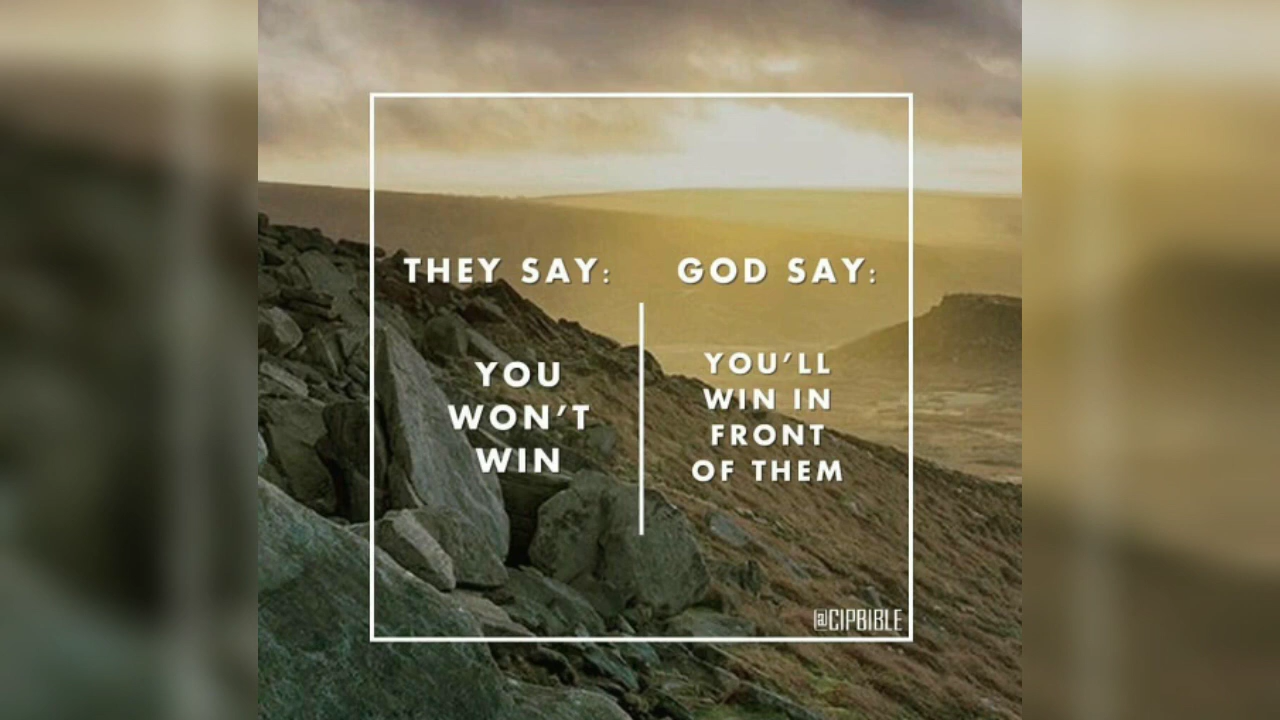 THEY SAY:
YOU
WON'T
WIN
GOD SAY:
YOU'LL
WIN IN
FRONT
OF THEM
@CIPBIBLE